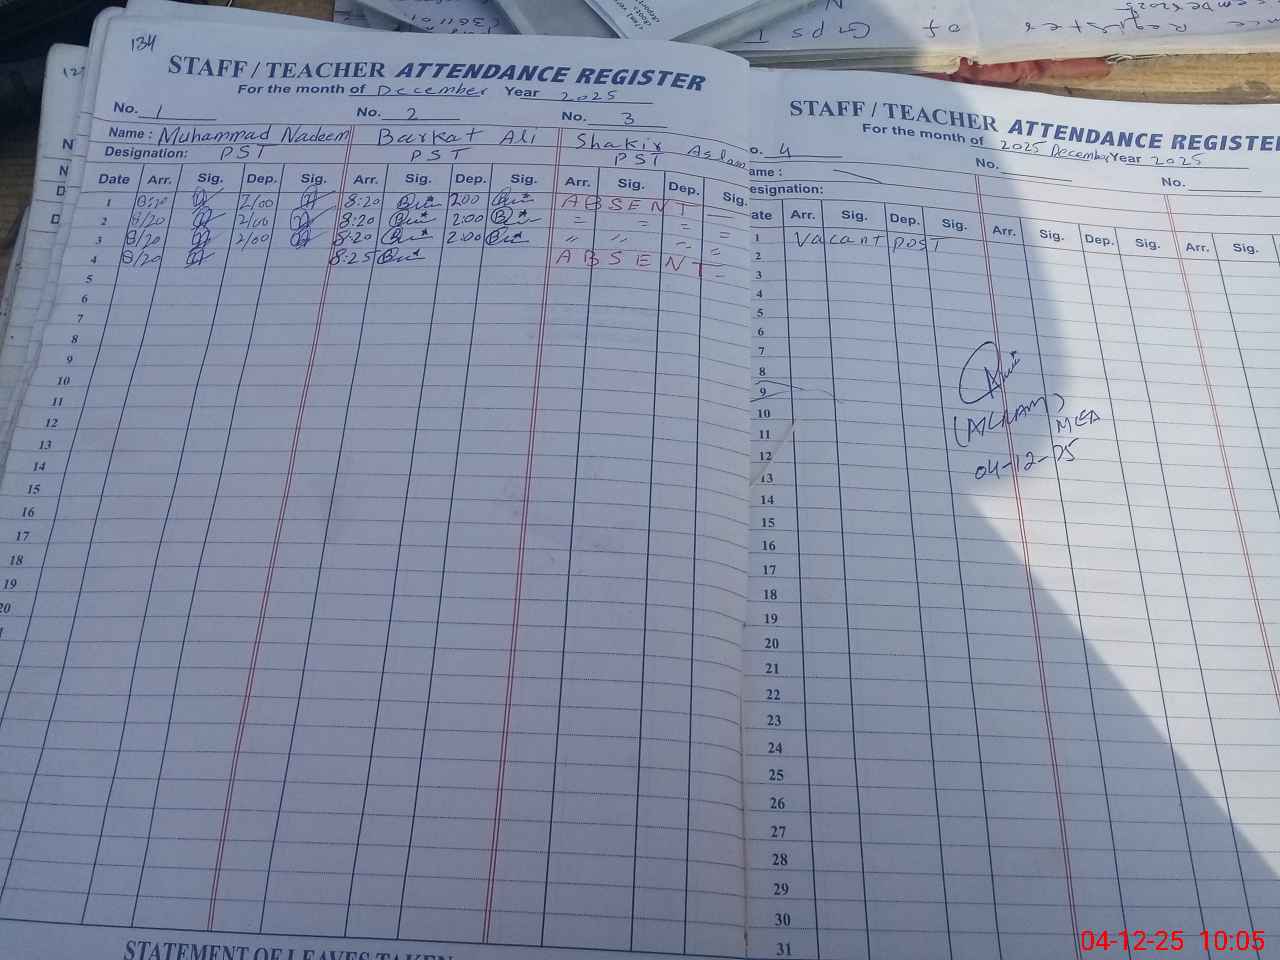 134
STAFF / TEACHER ATTENDANCE REGISTER
For the month of December Year 2025
No. 1 No. 2 No. 3
Name : Muhammad Nadeem Barkat Ali Shakir Aslam
Designation: PST PST PST
Date Arr. Sig. Dep. Sig. Arr. Sig. Dep. Sig. Arr. Sig. Dep. Sig.
1 8/20 2/00 8:20 2:00 ABSENT
2 8/20 2/00 8:20 2:00 = = = =
3 8/20 2/00 8:20 2:00 " " " =
4 8/20 8:25 ABSENT
5
6
7
8
9
10
11
12
13
14
15
16
17
18
19
20
STATEMENT OF LEAVES TAKEN
STAFF / TEACHER ATTENDANCE REGISTER
For the month of 2025 December Year 2025
o. 4 No. No.
ame :
esignation:
ate Arr. Sig. Dep. Sig. Arr. Sig. Dep. Sig. Arr. Sig.
1 Vacant post
2
3
4
5
6
7
8
9
10
11
12
13
14
15
16
17
18
19
20
21
22
23
24
25
26
27
28
29
30
31
MEA
04-12-25
Register of Gps
04-12-25 10:05